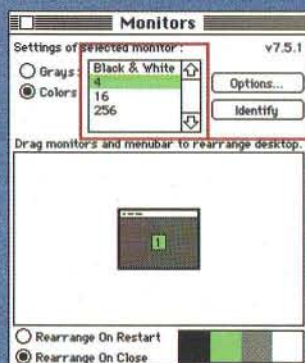 Monitors
Settings of selected monitor :
v7.5.1
Grays :
Colors
Black & White
4
16
256
Options...
Identify
Drag monitors and menubar to rearrange desktop.
1
Rearrange On Restart
Rearrange On Close